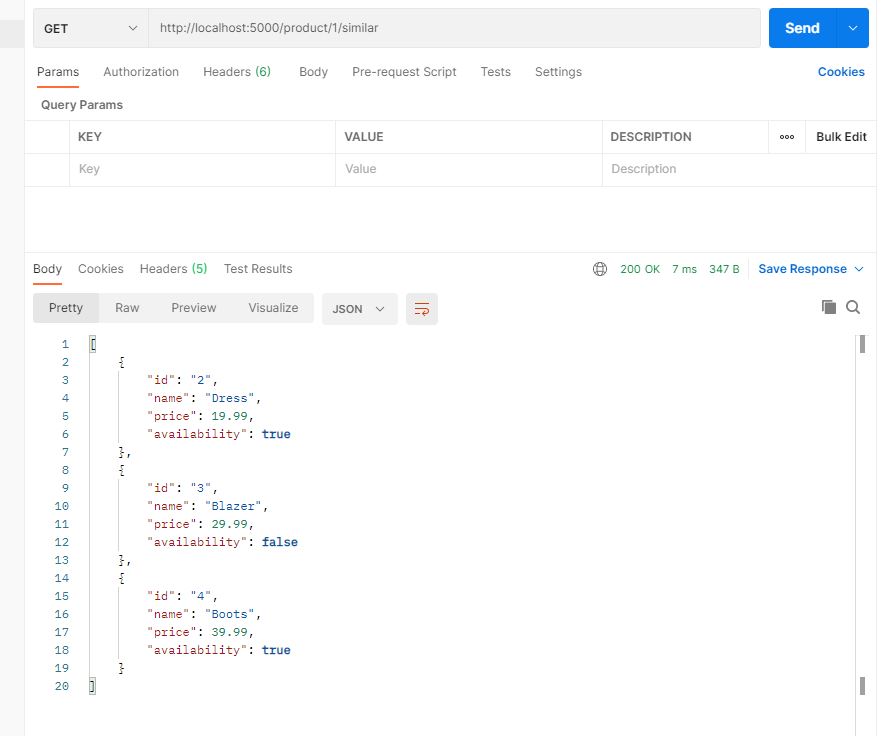 GET http://localhost:5000/product/1/similar Send
Params Authorization Headers (6) Body Pre-request Script Tests Settings Cookies
Query Params
KEY VALUE DESCRIPTION ooo Bulk Edit
Key Value Description
Body Cookies Headers (5) Test Results 200 OK 7 ms 347 B Save Response
Pretty Raw Preview Visualize JSON
1 [
2 {
3 "id": "2",
4 "name": "Dress",
5 "price": 19.99,
6 "availability": true
7 },
8 {
9 "id": "3",
10 "name": "Blazer",
11 "price": 29.99,
12 "availability": false
13 },
14 {
15 "id": "4",
16 "name": "Boots",
17 "price": 39.99,
18 "availability": true
19 }
20 ]